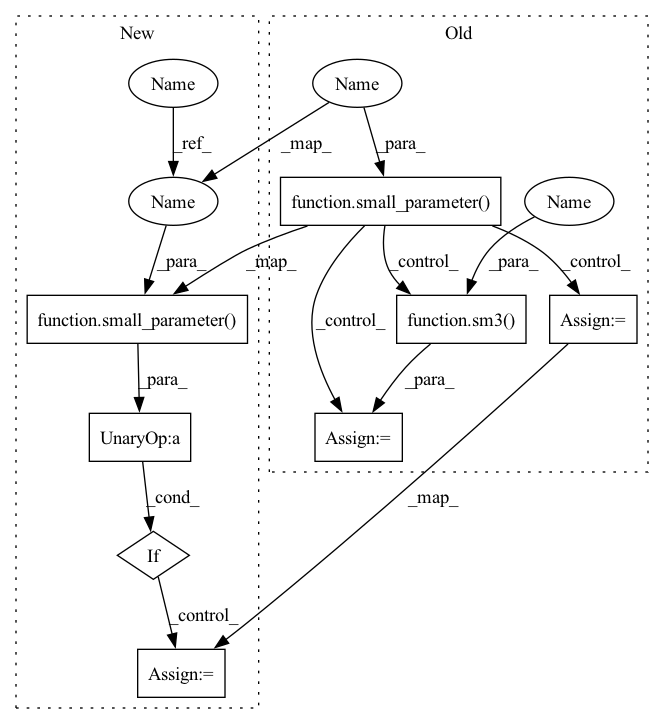 New
Old
Name
Name
_ref_
_map_
_para_
Name
function.small_parameter()
Name
_para_
_map_
_control_
_para_
_control_
function.small_parameter()
_control_
function.sm3()
Assign:=
_para_
_para_
UnaryOp:a
Assign:=
_cond_
_map_
If
_control_
Assign:=